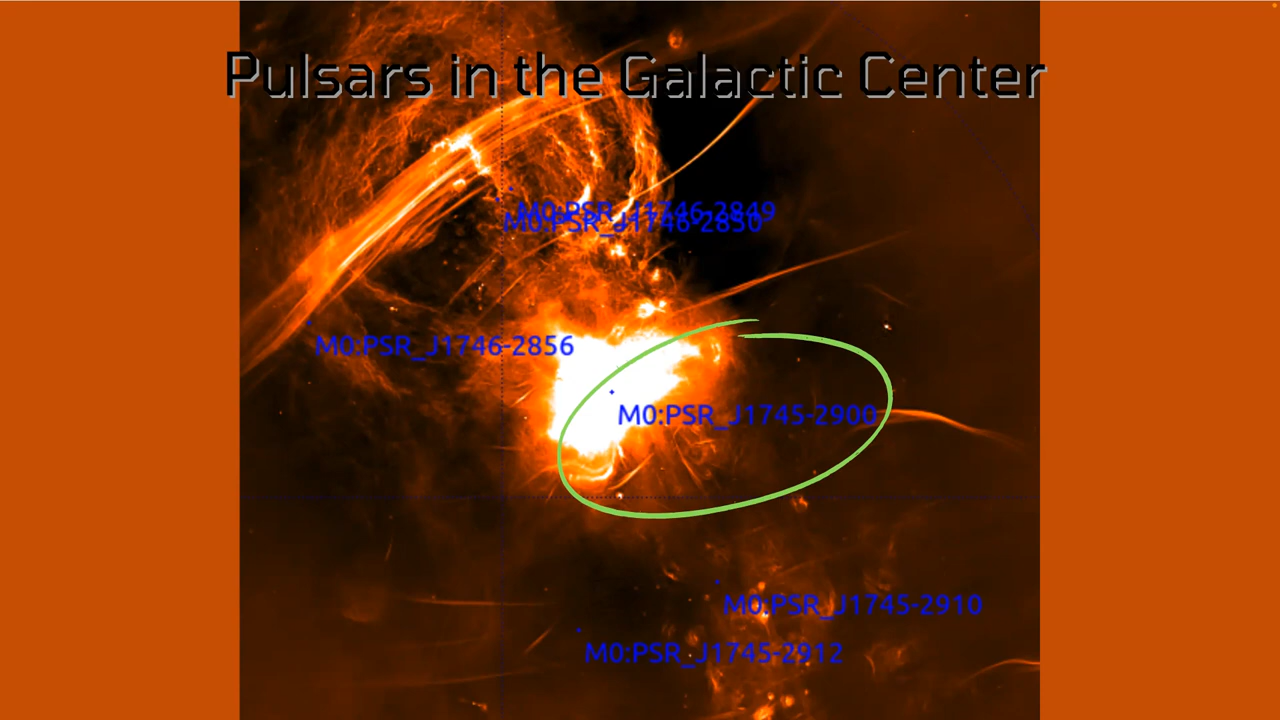 Pulsars in the Galactic Center
M0:PSR_J1746-2849
M0:PSR_J1746-2850
M0:PSR_J1746-2856
M0:PSR_J1745-2900
M0:PSR_J1745-2910
M0:PSR_J1745-2912